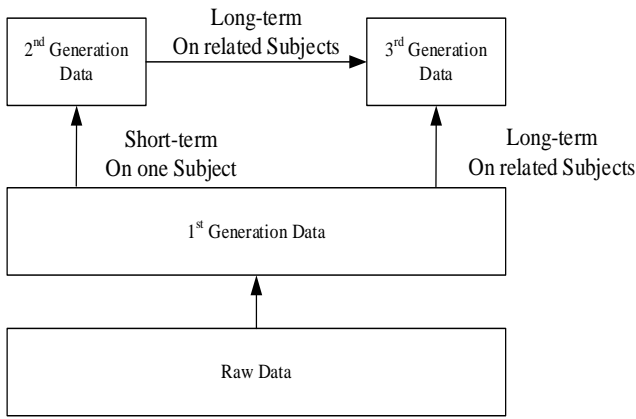 Long-term
On related Subjects
2nd Generation
Data
3rd Generation
Data
Short-term
On one Subject
Long-term
On related Subjects
1st Generation Data
Raw Data